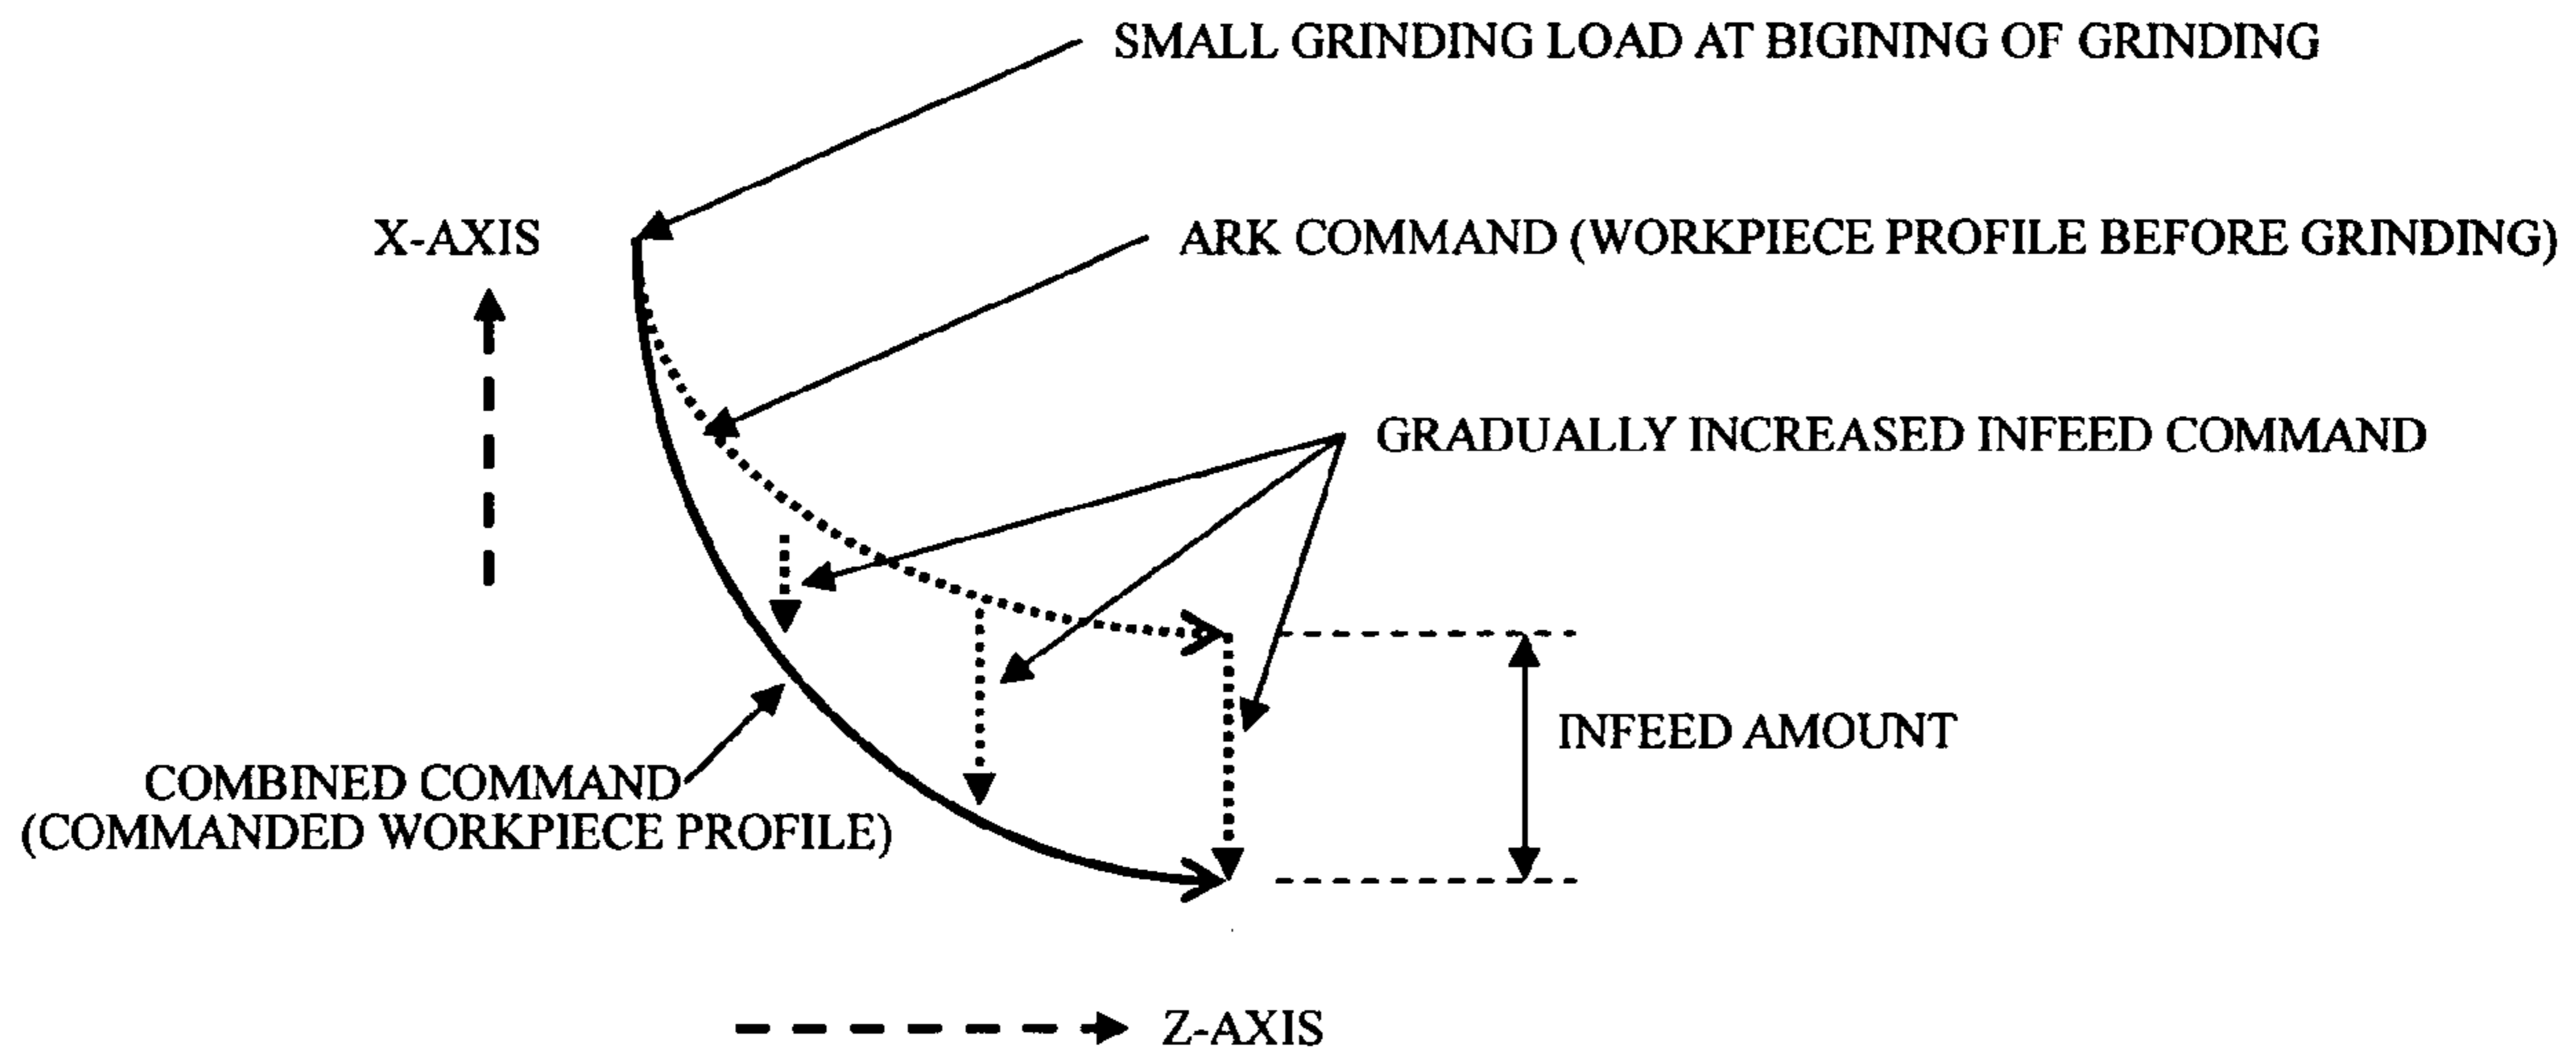 SMALL GRINDING LOAD AT BIGINING OF GRINDING
X-AXIS
ARK COMMAND (WORKPIECE PROFILE BEFORE GRINDING)
GRADUALLY INCREASED INFEED COMMAND
INFEED AMOUNT
COMBINED COMMAND
(COMMANDED WORKPIECE PROFILE)
Z-AXIS